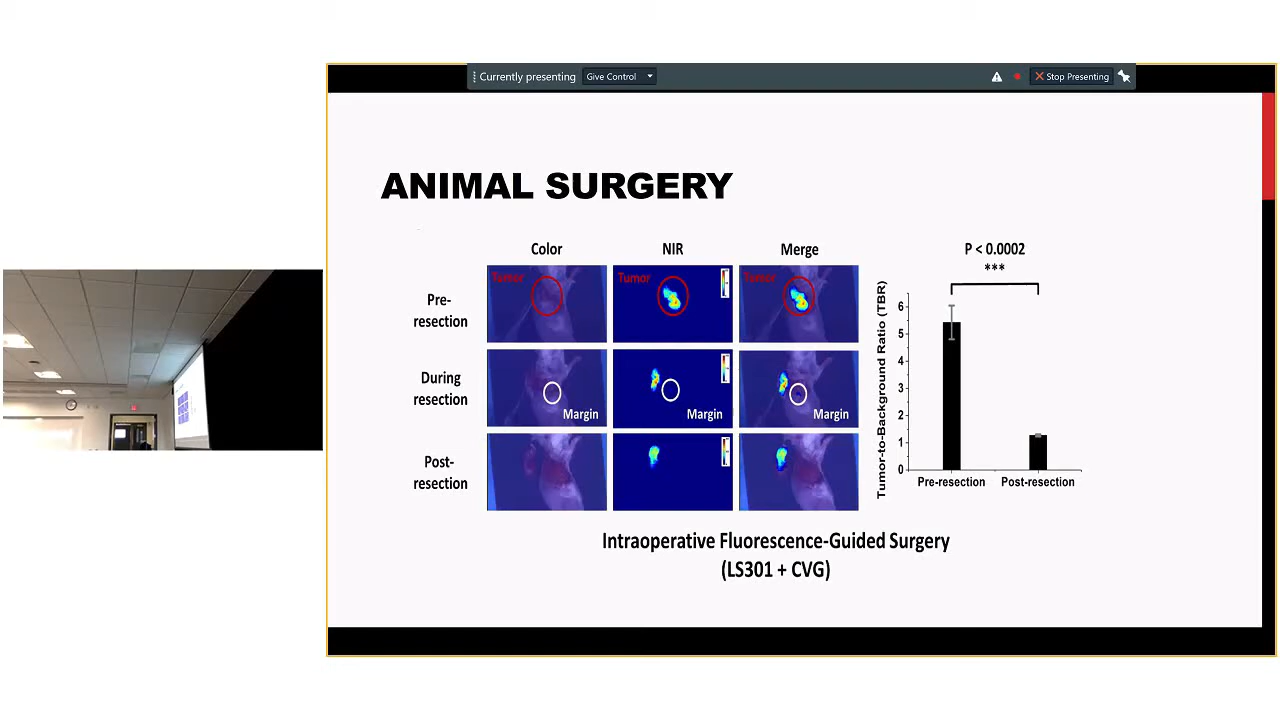 Currently presenting Give Control Stop Presenting
ANIMAL SURGERY
Color NIR Merge
Pre-
resection
Tumor Tumor Tumor
During
resection
Margin Margin Margin
Post-
resection
P < 0.0002
***
Tumor-to-Background Ratio (TBR)
6
5
4
3
2
1
0
Pre-resection Post-resection
Intraoperative Fluorescence-Guided Surgery
(LS301 + CVG)